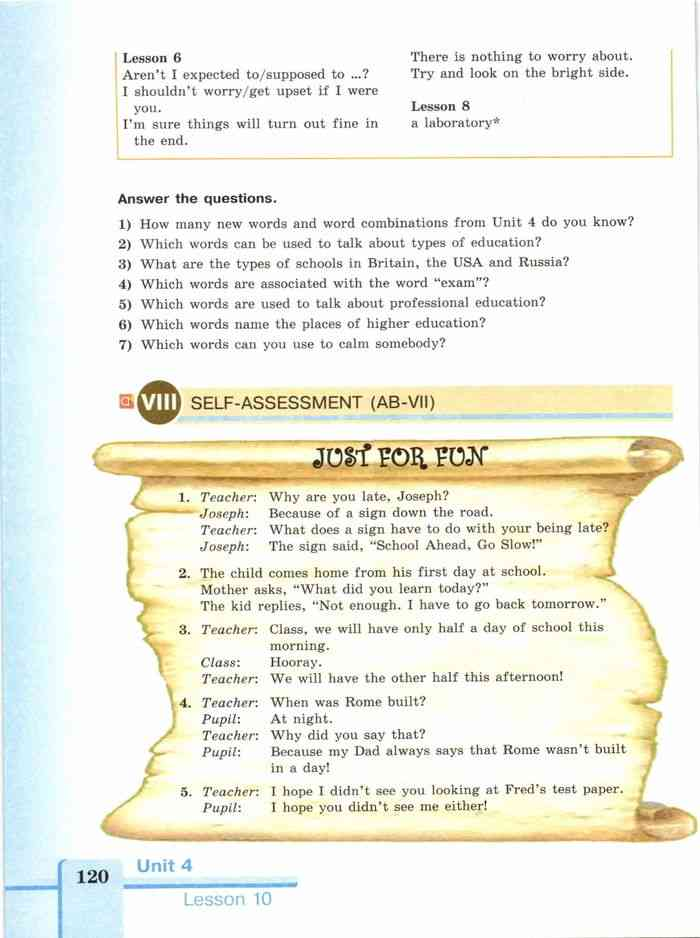 Lesson 6
Aren't I expected to/supposed to ...?
I shouldn't worry/get upset if I were
you.
I'm sure things will turn out fine in
the end.
There is nothing to worry about.
Try and look on the bright side.
Lesson 8
a laboratory*
Answer the questions.
1) How many new words and word combinations from Unit 4 do you know?
2) Which words can be used to talk about types of education?
3) What are the types of schools in Britain, the USA and Russia?
4) Which words are associated with the word "exam"?
5) Which words are used to talk about professional education?
6) Which words name the places of higher education?
7) Which words can you use to calm somebody?
VIII SELF-ASSESSMENT (AB-VII)
JUST FOR FUN
1. Teacher: Why are you late, Joseph?
Joseph: Because of a sign down the road.
Teacher: What does a sign have to do with your being late?
Joseph: The sign said, "School Ahead, Go Slow!"
2. The child comes home from his first day at school.
Mother asks, "What did you learn today?"
The kid replies, "Not enough. I have to go back tomorrow."
3. Teacher: Class, we will have only half a day of school this
morning.
Class: Hooray.
Teacher: We will have the other half this afternoon!
4. Teacher: When was Rome built?
Pupil: At night.
Teacher: Why did you say that?
Pupil: Because my Dad always says that Rome wasn't built
in a day!
5. Teacher: I hope I didn't see you looking at Fred's test paper.
Pupil: I hope you didn't see me either!
120 Unit 4
Lesson 10